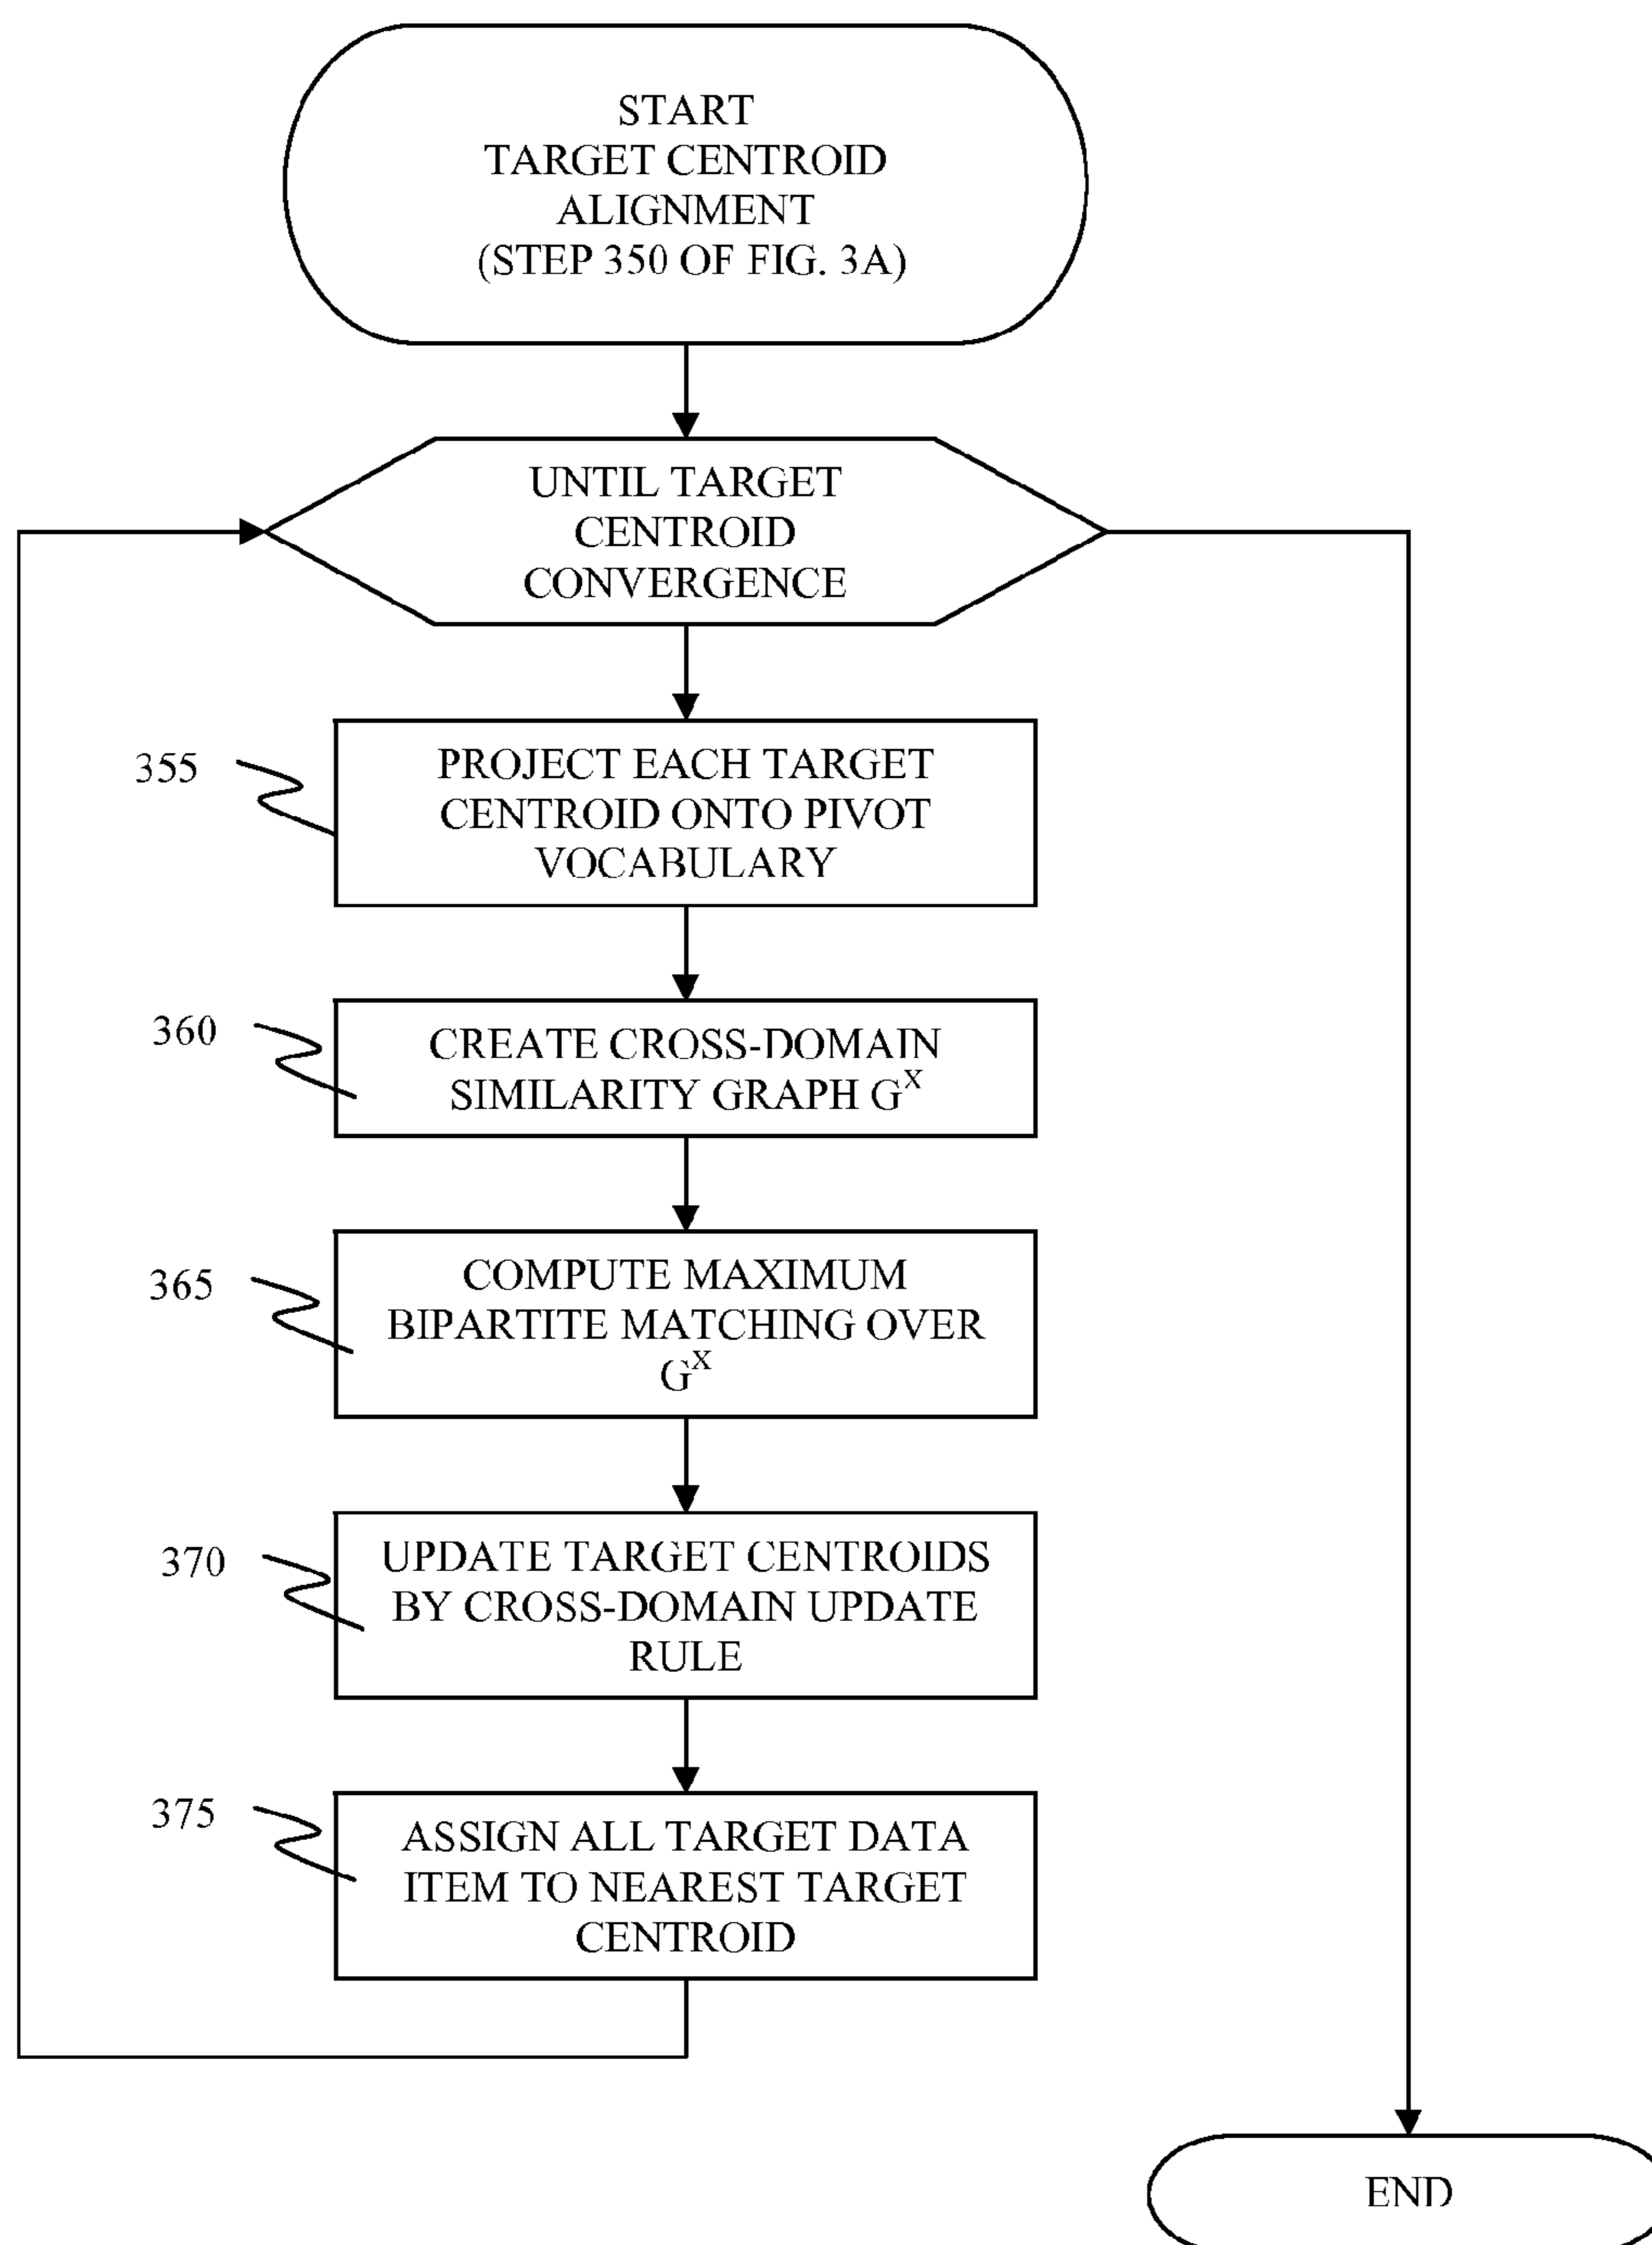 START
TARGET CENTROID
ALIGNMENT
(STEP 350 OF FIG. 3A)
UNTIL TARGET
CENTROID
CONVERGENCE
355
PROJECT EACH TARGET
CENTROID ONTO PIVOT
VOCABULARY
360
CREATE CROSS-DOMAIN
SIMILARITY GRAPH G^X
365
COMPUTE MAXIMUM
BIPARTITE MATCHING OVER
G^X
370
UPDATE TARGET CENTROIDS
BY CROSS-DOMAIN UPDATE
RULE
375
ASSIGN ALL TARGET DATA
ITEM TO NEAREST TARGET
CENTROID
END